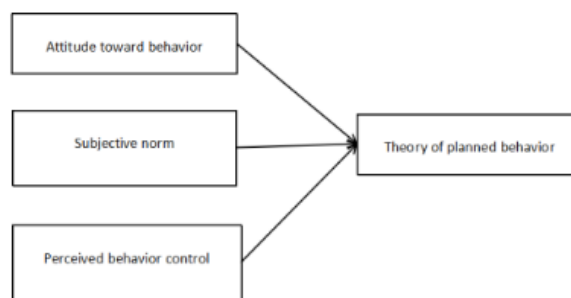 Attitude toward behavior
Subjective norm
Theory of planned behavior
Perceived behavior control